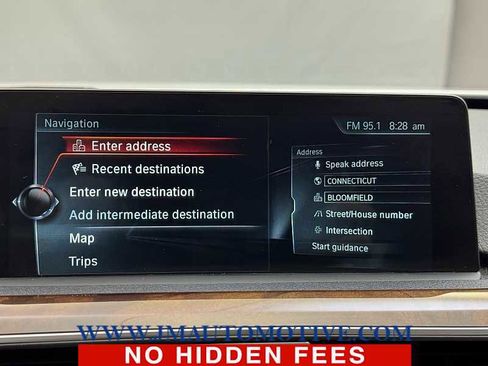 Navigation
FM 95.1 8:28 am
Enter address
Recent destinations
Enter new destination
Add intermediate destination
Map
Trips
Address
Speak address
CONNECTICUT
BLOOMFIELD
Street/House number
Intersection
Start guidance
WWW.IMAUTOMOTIVE.COM
NO HIDDEN FEES